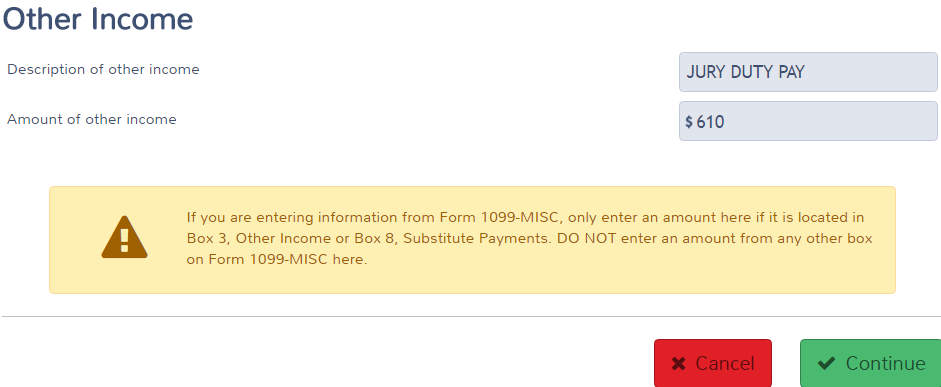 Other Income
Description of other income
JURY DUTY PAY
Amount of other income
$ 610
If you are entering information from Form 1099-MISC, only enter an amount here if it is located in
Box 3, Other Income or Box 8, Substitute Payments. DO NOT enter an amount from any other box
on Form 1099-MISC here.
Cancel
Continue